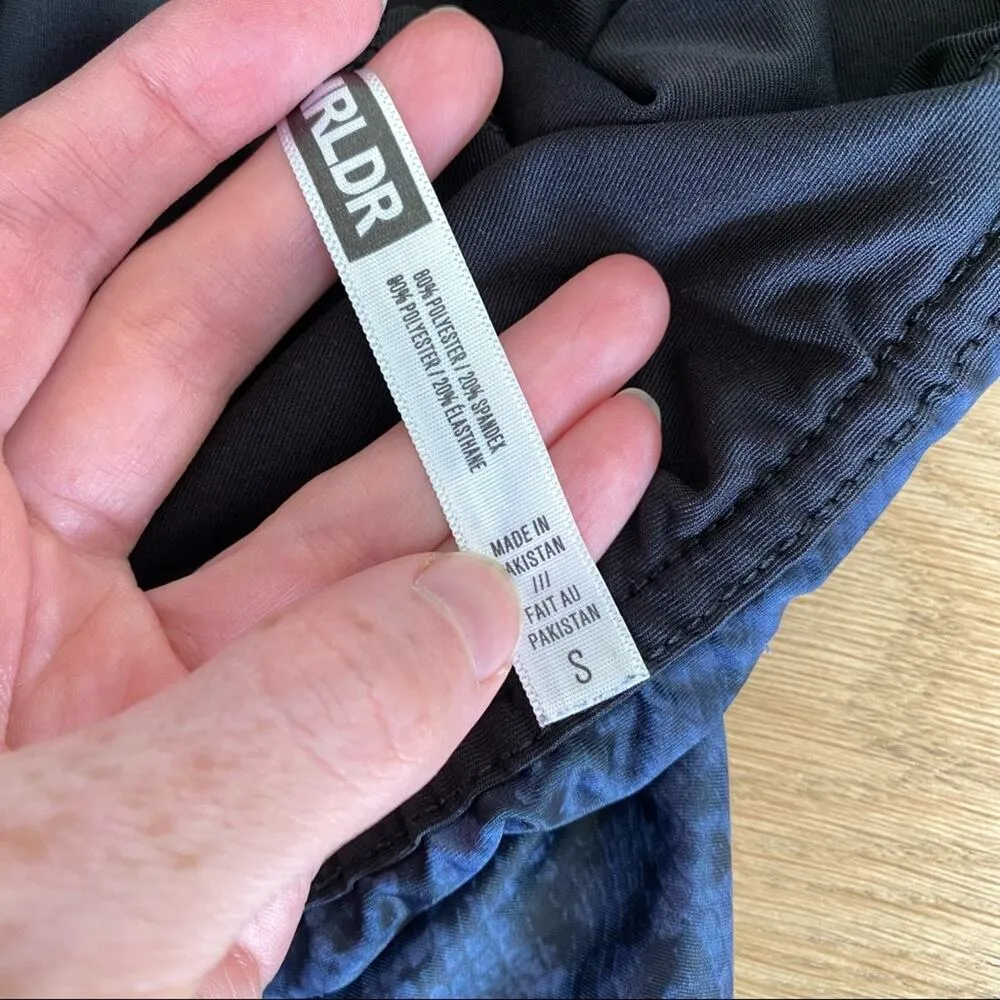 RLDR
80% POLYESTER / 20% SPANDEX
80% POLYESTER / 20% ÉLASTHANE
MADE IN
AKISTAN
///
FAIT AU
PAKISTAN
S